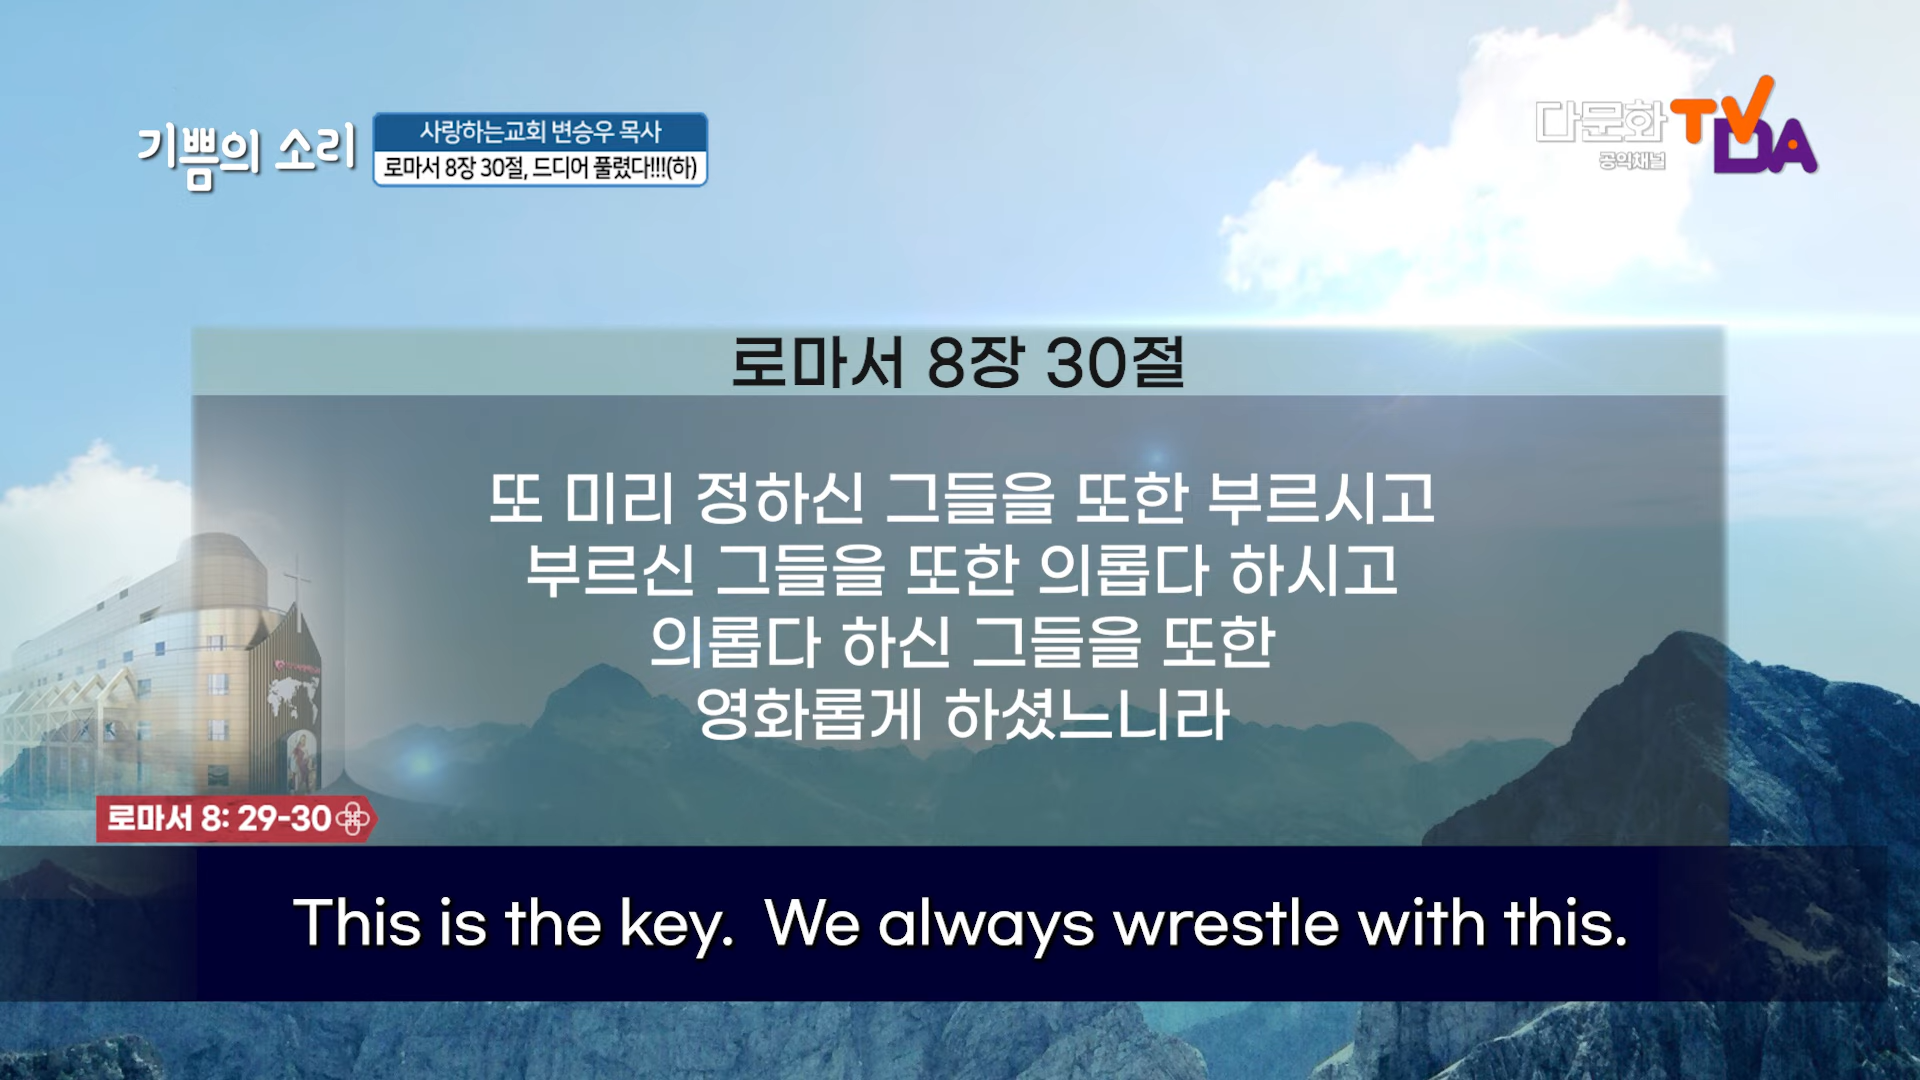 기쁨의 소리
사랑하는교회 변승우 목사
로마서 8장 30절, 드디어 풀렸다!!!(하)
다문화 TV
공익채널 DA
로마서 8장 30절
또 미리 정하신 그들을 또한 부르시고
부르신 그들을 또한 의롭다 하시고
의롭다 하신 그들을 또한
영화롭게 하셨느니라
로마서 8: 29-30
This is the key. We always wrestle with this.